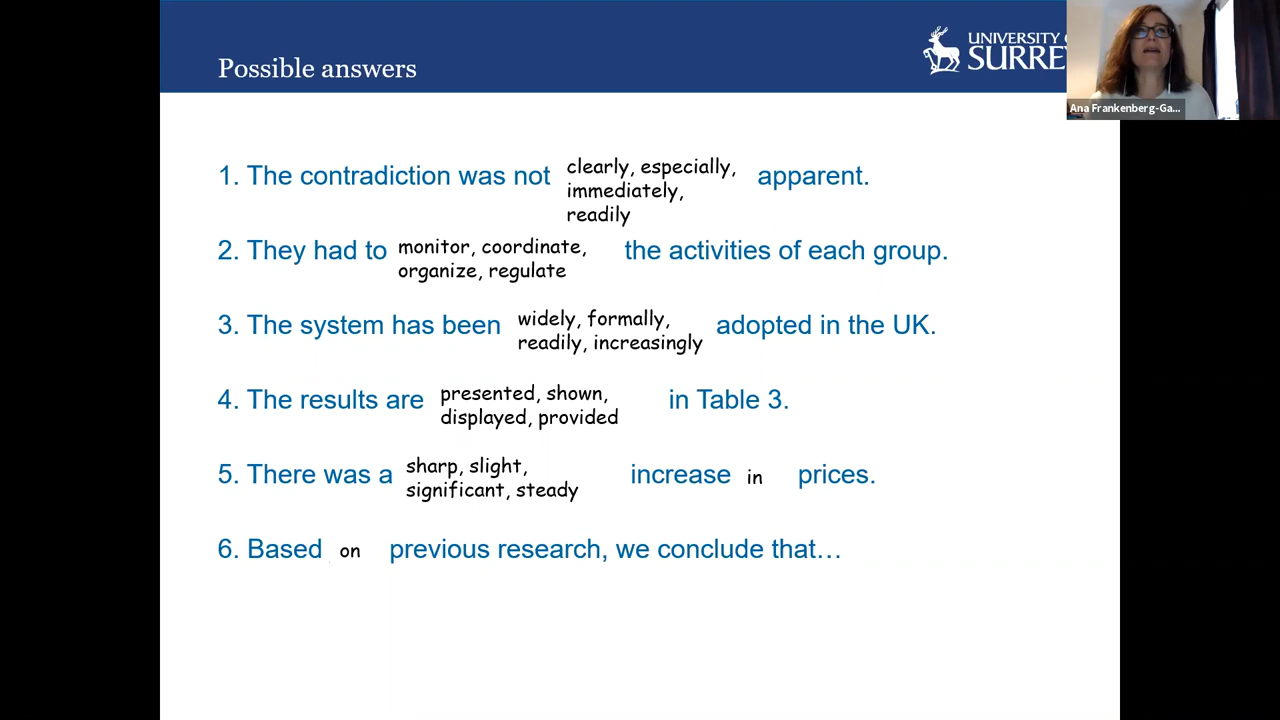 Possible answers
UNIVERSITY O
SURREY
Ana Frankenberg-Ga...
1. The contradiction was not clearly, especially, apparent.
immediately,
readily
2. They had to monitor, coordinate, the activities of each group.
organize, regulate
3. The system has been widely, formally, adopted in the UK.
readily, increasingly
4. The results are presented, shown, in Table 3.
displayed, provided
5. There was a sharp, slight, increase in prices.
significant, steady
6. Based on previous research, we conclude that…